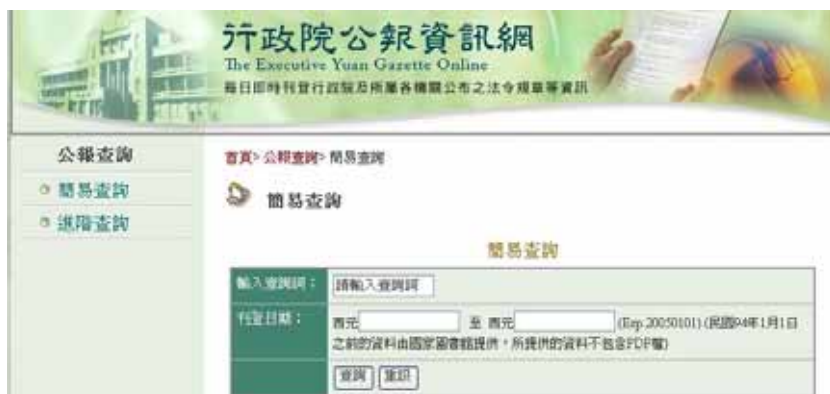 行政院公報資訊網
The Executive Yuan Gazette Online
每日即時刊登行政院及所屬各機關公布之法令規章等資訊
公報查詢
簡易查詢
進階查詢
首頁>公報查詢>簡易查詢
簡易查詢
簡易查詢
輸入查詢詞：
請輸入查詢詞
刊登日期：
西元 至 西元 (Exp.20050101) (民國94年1月1日
之前的資料由國家圖書館提供，所提供的資料不包含PDF檔)
查詢 重設